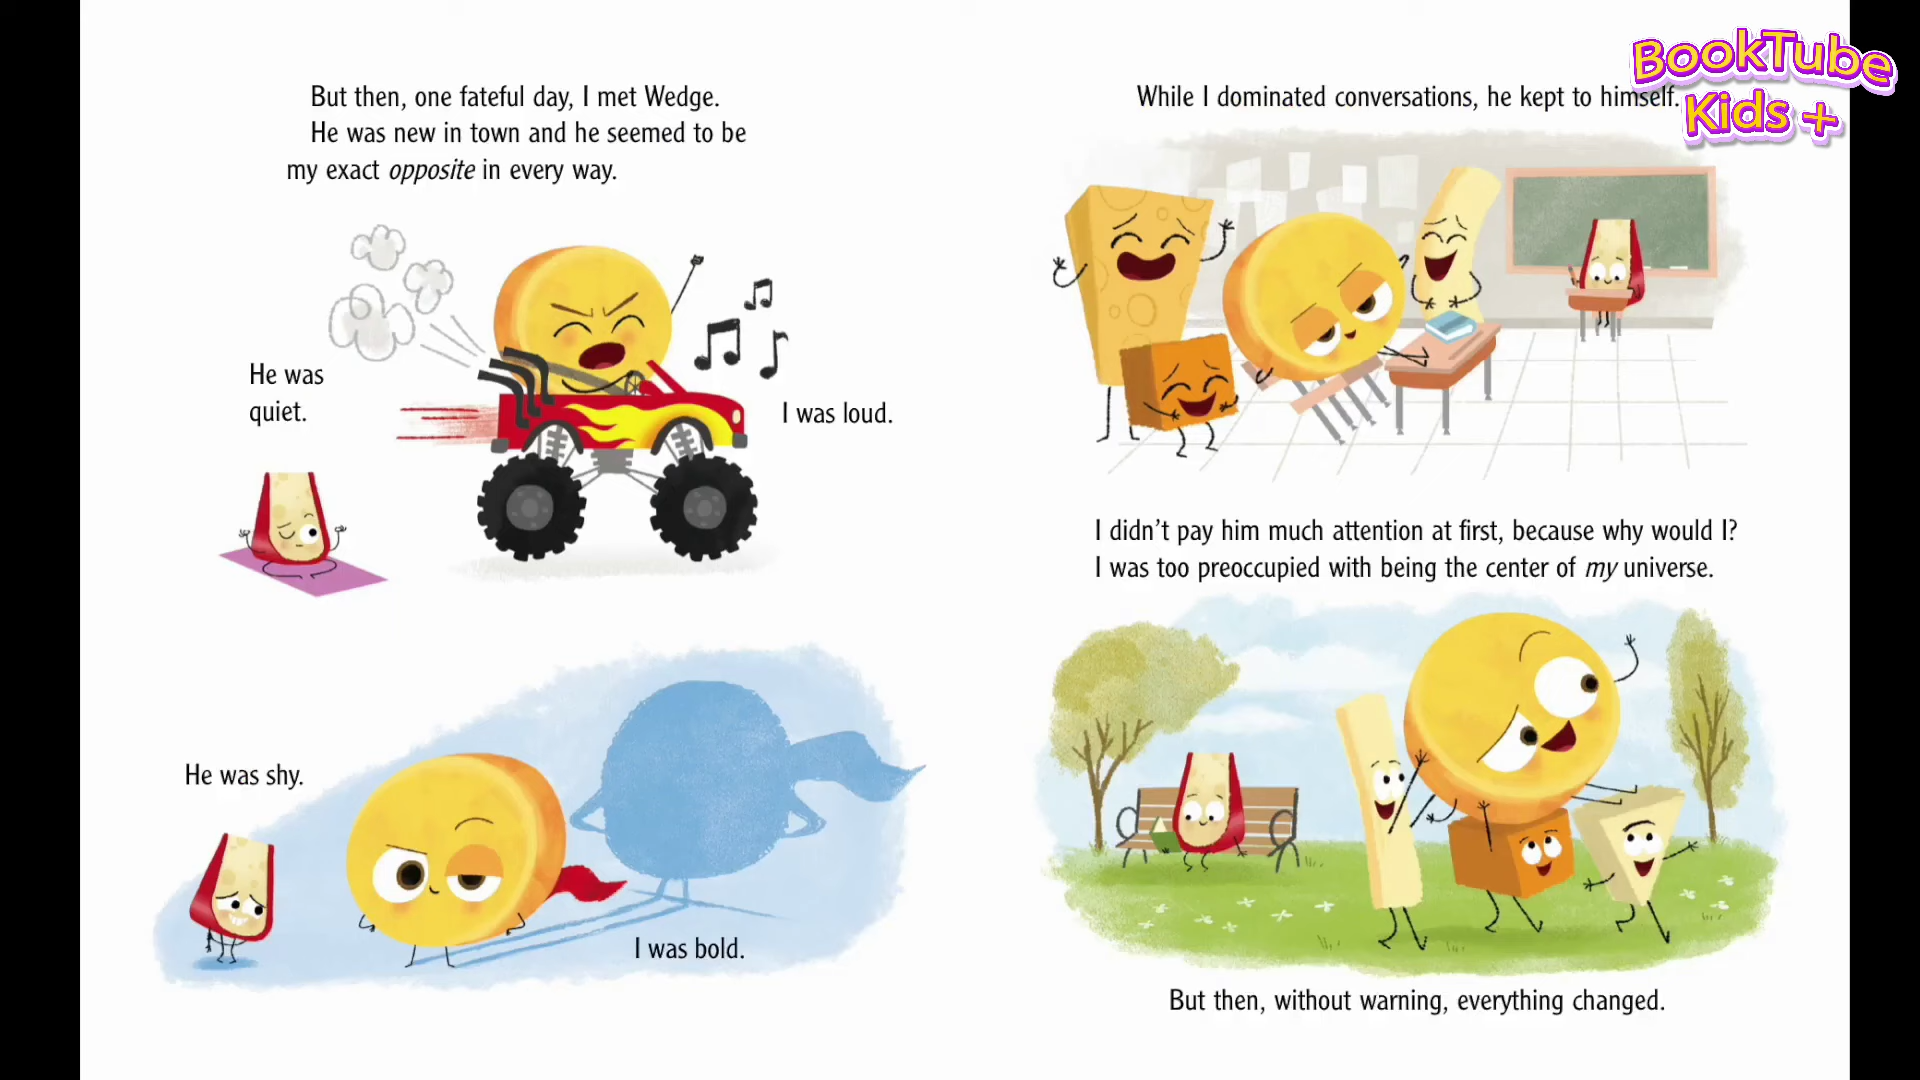 But then, one fateful day, I met Wedge.
He was new in town and he seemed to be
my exact opposite in every way.
He was
quiet.
I was loud.
He was shy.
I was bold.
While I dominated conversations, he kept to himself.
I didn't pay him much attention at first, because why would I?
I was too preoccupied with being the center of my universe.
But then, without warning, everything changed.
BookTube
Kids +